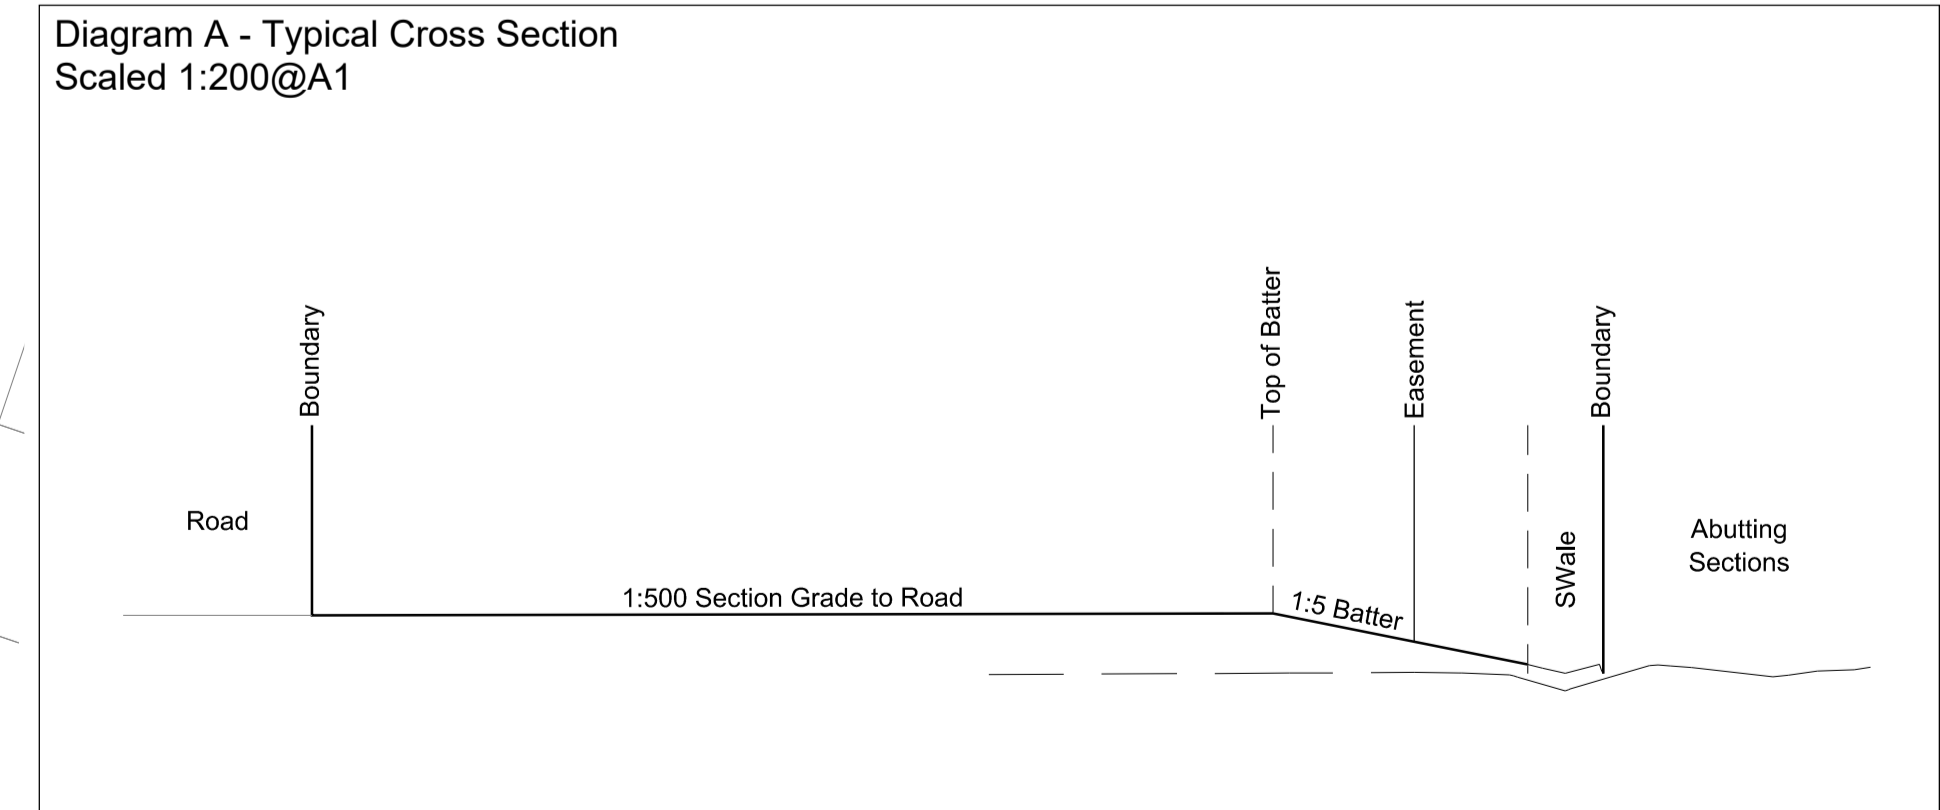 Diagram A - Typical Cross Section
Scaled 1:200@A1
Boundary
Top of Batter
Easement
Boundary
Road
SWale
Abutting
Sections
1:500 Section Grade to Road
1:5 Batter